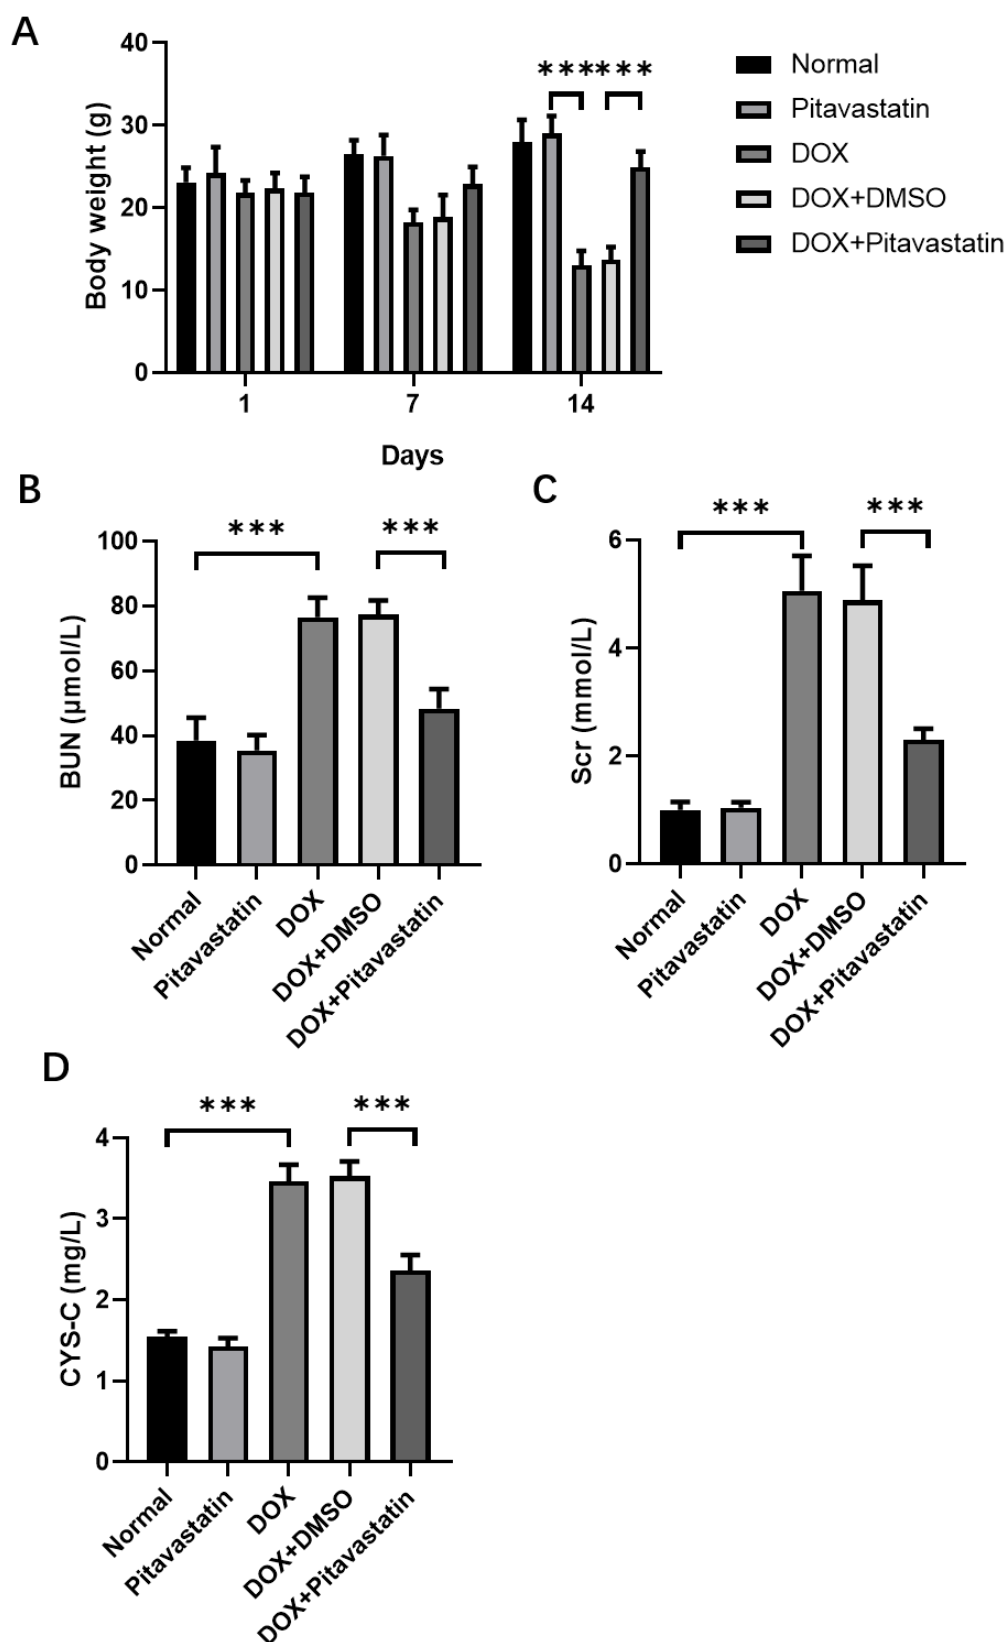 A
40
30
20
10
0
Body weight (g)
*** ***
1 7 14
Days
Normal
Pitavastatin
DOX
DOX+DMSO
DOX+Pitavastatin
B
100
80
60
40
20
0
BUN (μmol/L)
*** ***
Normal
Pitavastatin
DOX
DOX+DMSO
DOX+Pitavastatin
C
6
4
2
0
Scr (mmol/L)
*** ***
Normal
Pitavastatin
DOX
DOX+DMSO
DOX+Pitavastatin
D
4
3
2
1
0
CYS-C (mg/L)
*** ***
Normal
Pitavastatin
DOX
DOX+DMSO
DOX+Pitavastatin